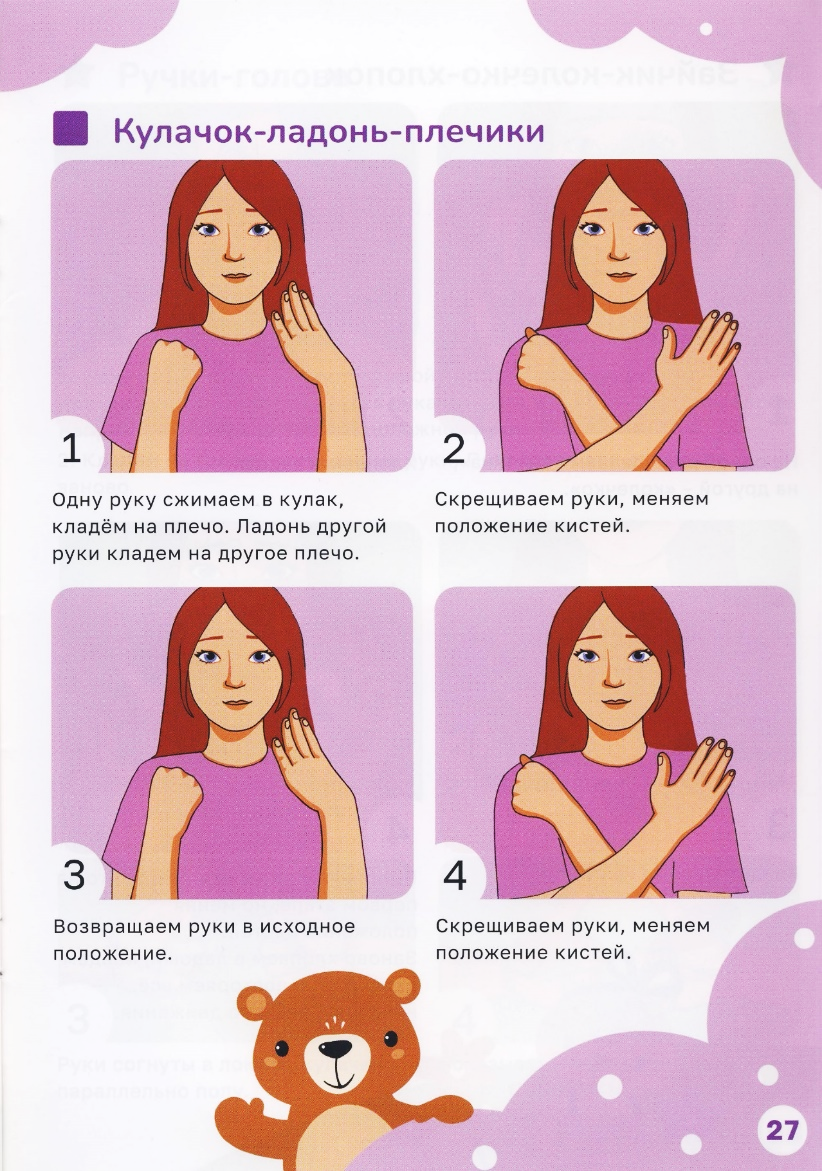 Кулачок-ладонь-плечики
1
Одну руку сжимаем в кулак,
кладём на плечо. Ладонь другой
руки кладем на другое плечо.
2
Скрещиваем руки, меняем
положение кистей.
3
Возвращаем руки в исходное
положение.
4
Скрещиваем руки, меняем
положение кистей.
27